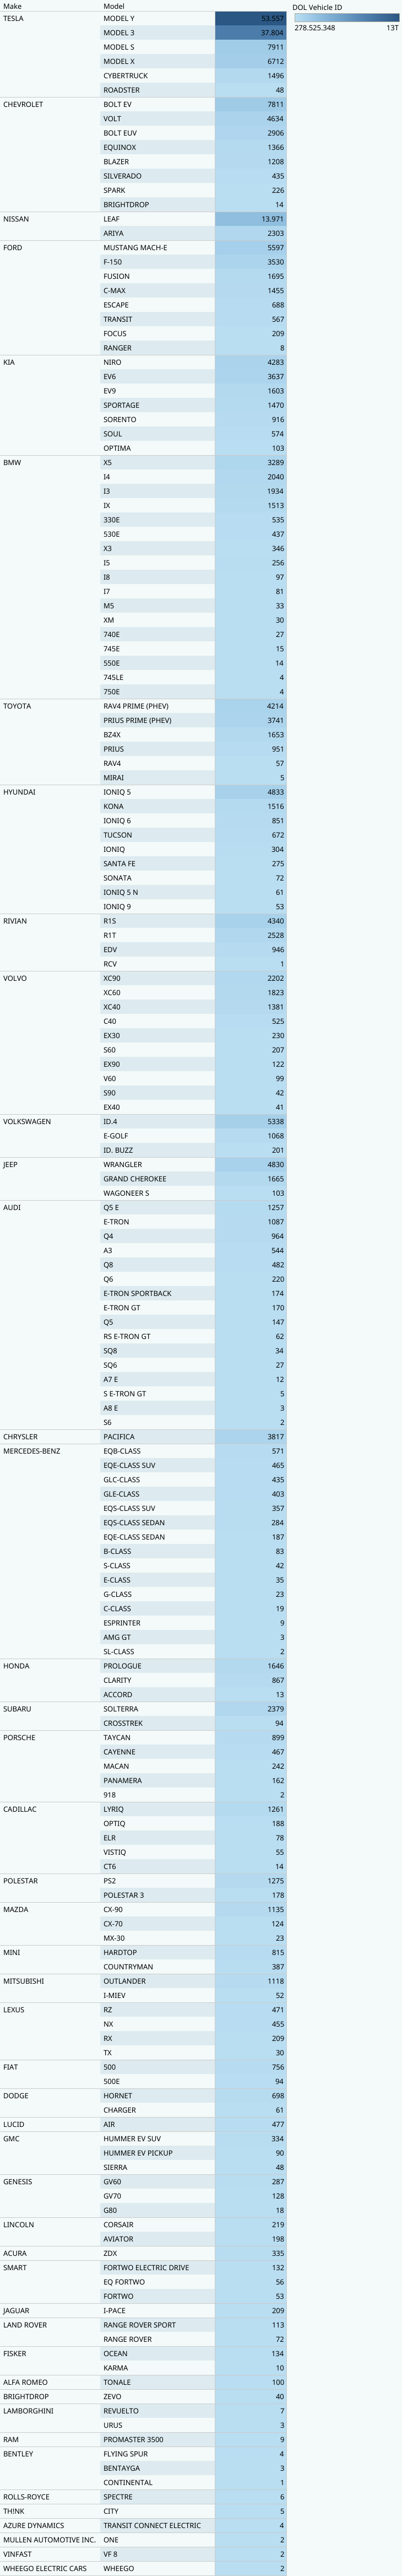 Make Model DOL Vehicle ID
TESLA MODEL Y 53.557
278.525.348 13T
MODEL 3 37.804
MODEL S 7911
MODEL X 6712
CYBERTRUCK 1496
ROADSTER 48
CHEVROLET BOLT EV 7811
VOLT 4634
BOLT EUV 2906
EQUINOX 1366
BLAZER 1208
SILVERADO 435
SPARK 226
BRIGHTDROP 14
NISSAN LEAF 13.971
ARIYA 2303
FORD MUSTANG MACH-E 5597
F-150 3530
FUSION 1695
C-MAX 1455
ESCAPE 688
TRANSIT 567
FOCUS 209
RANGER 8
KIA NIRO 4283
EV6 3637
EV9 1603
SPORTAGE 1470
SORENTO 916
SOUL 574
OPTIMA 103
BMW X5 3289
I4 2040
I3 1934
IX 1513
330E 535
530E 437
X3 346
I5 256
I8 97
I7 81
M5 33
XM 30
740E 27
745E 15
550E 14
745LE 4
750E 4
TOYOTA RAV4 PRIME (PHEV) 4214
PRIUS PRIME (PHEV) 3741
BZ4X 1653
PRIUS 951
RAV4 57
MIRAI 5
HYUNDAI IONIQ 5 4833
KONA 1516
IONIQ 6 851
TUCSON 672
IONIQ 304
SANTA FE 275
SONATA 72
IONIQ 5 N 61
IONIQ 9 53
RIVIAN R1S 4340
R1T 2528
EDV 946
RCV 1
VOLVO XC90 2202
XC60 1823
XC40 1381
C40 525
EX30 230
S60 207
EX90 122
V60 99
S90 42
EX40 41
VOLKSWAGEN ID.4 5338
E-GOLF 1068
ID. BUZZ 201
JEEP WRANGLER 4830
GRAND CHEROKEE 1665
WAGONEER S 103
AUDI Q5 E 1257
E-TRON 1087
Q4 964
A3 544
Q8 482
Q6 220
E-TRON SPORTBACK 174
E-TRON GT 170
Q5 147
RS E-TRON GT 62
SQ8 34
SQ6 27
A7 E 12
S E-TRON GT 5
A8 E 3
S6 2
CHRYSLER PACIFICA 3817
MERCEDES-BENZ EQB-CLASS 571
EQE-CLASS SUV 465
GLC-CLASS 435
GLE-CLASS 403
EQS-CLASS SUV 357
EQS-CLASS SEDAN 284
EQE-CLASS SEDAN 187
B-CLASS 83
S-CLASS 42
E-CLASS 35
G-CLASS 23
C-CLASS 19
ESPRINTER 9
AMG GT 3
SL-CLASS 2
HONDA PROLOGUE 1646
CLARITY 867
ACCORD 13
SUBARU SOLTERRA 2379
CROSSTREK 94
PORSCHE TAYCAN 899
CAYENNE 467
MACAN 242
PANAMERA 162
918 2
CADILLAC LYRIQ 1261
OPTIQ 188
ELR 78
VISTIQ 55
CT6 14
POLESTAR PS2 1275
POLESTAR 3 178
MAZDA CX-90 1135
CX-70 124
MX-30 23
MINI HARDTOP 815
COUNTRYMAN 387
MITSUBISHI OUTLANDER 1118
I-MIEV 52
LEXUS RZ 471
NX 455
RX 209
TX 30
FIAT 500 756
500E 94
DODGE HORNET 698
CHARGER 61
LUCID AIR 477
GMC HUMMER EV SUV 334
HUMMER EV PICKUP 90
SIERRA 48
GENESIS GV60 287
GV70 128
G80 18
LINCOLN CORSAIR 219
AVIATOR 198
ACURA ZDX 335
SMART FORTWO ELECTRIC DRIVE 132
EQ FORTWO 56
FORTWO 53
JAGUAR I-PACE 209
LAND ROVER RANGE ROVER SPORT 113
RANGE ROVER 72
FISKER OCEAN 134
KARMA 10
ALFA ROMEO TONALE 100
BRIGHTDROP ZEVO 40
LAMBORGHINI REVUELTO 7
URUS 3
RAM PROMASTER 3500 9
BENTLEY FLYING SPUR 4
BENTAYGA 3
CONTINENTAL 1
ROLLS-ROYCE SPECTRE 6
TH!NK CITY 5
AZURE DYNAMICS TRANSIT CONNECT ELECTRIC 4
MULLEN AUTOMOTIVE INC. ONE 2
VINFAST VF 8 2
WHEEGO ELECTRIC CARS WHEEGO 2